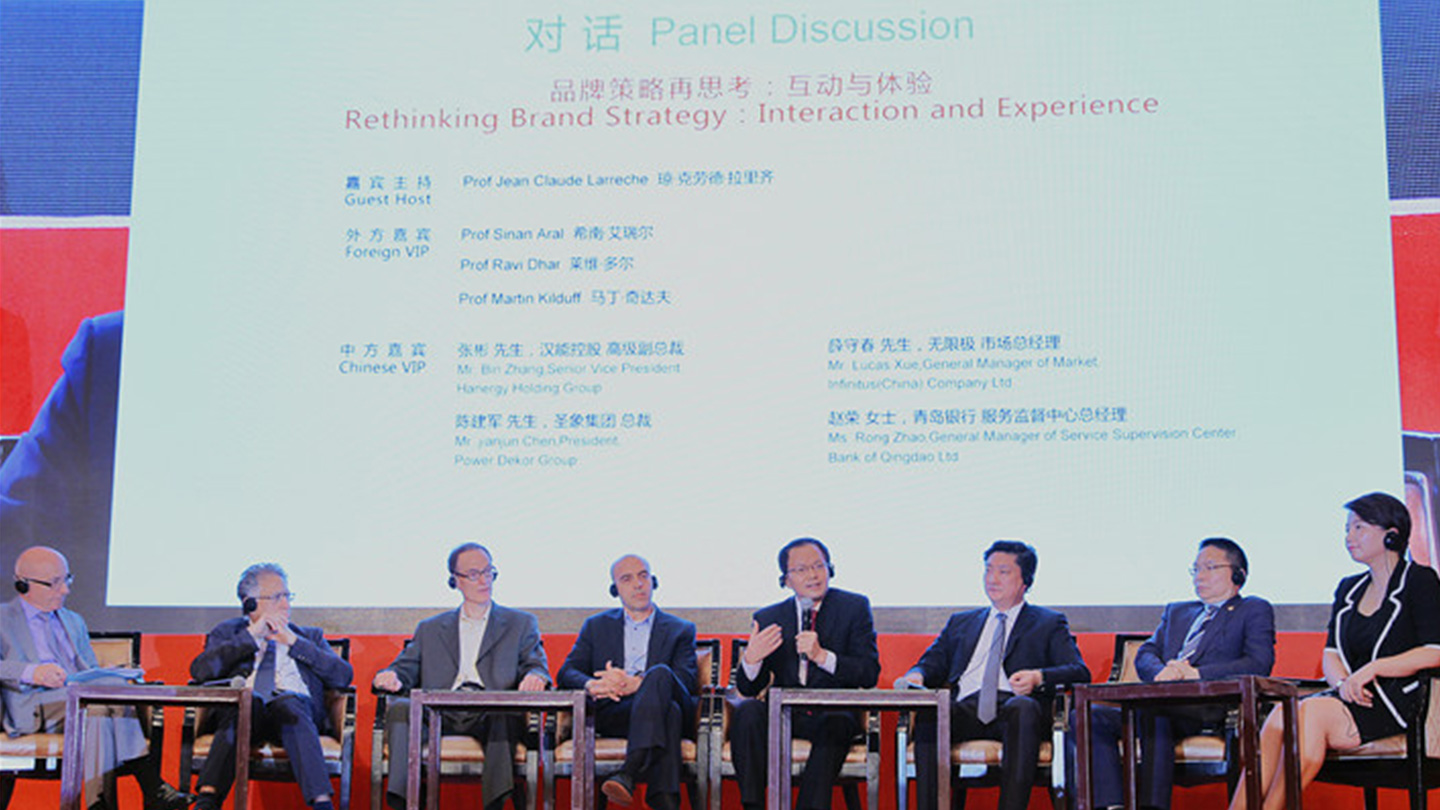 对话 Panel Discussion
品牌策略再思考：互动与体验
Rethinking Brand Strategy：Interaction and Experience
嘉宾主持 Prof Jean Claude Larreche 琼·克劳德·拉里齐
Guest Host
外方嘉宾 Prof Sinan Aral 希南·艾瑞尔
Foreign VIP
Prof Ravi Dhar 莱维·多尔
Prof Martin Kilduff 马丁·奇达夫
中方嘉宾 张彬 先生，汉能控股 高级副总裁
Chinese VIP Mr. Bin Zhang,Senior Vice President
Hanergy Holding Group
薛守春 先生，无限极 市场总经理
Mr. Lucas Xue,General Manager of Market,
Infinitus(China) Company Ltd
陈建军 先生，圣象集团 总裁
Mr. jianjun Chen,President,
Power Dekor Group
赵荣 女士，青岛银行 服务监督中心总经理
Ms. Rong Zhao,General Manager of Service Supervision Center
Bank of Qingdao Ltd